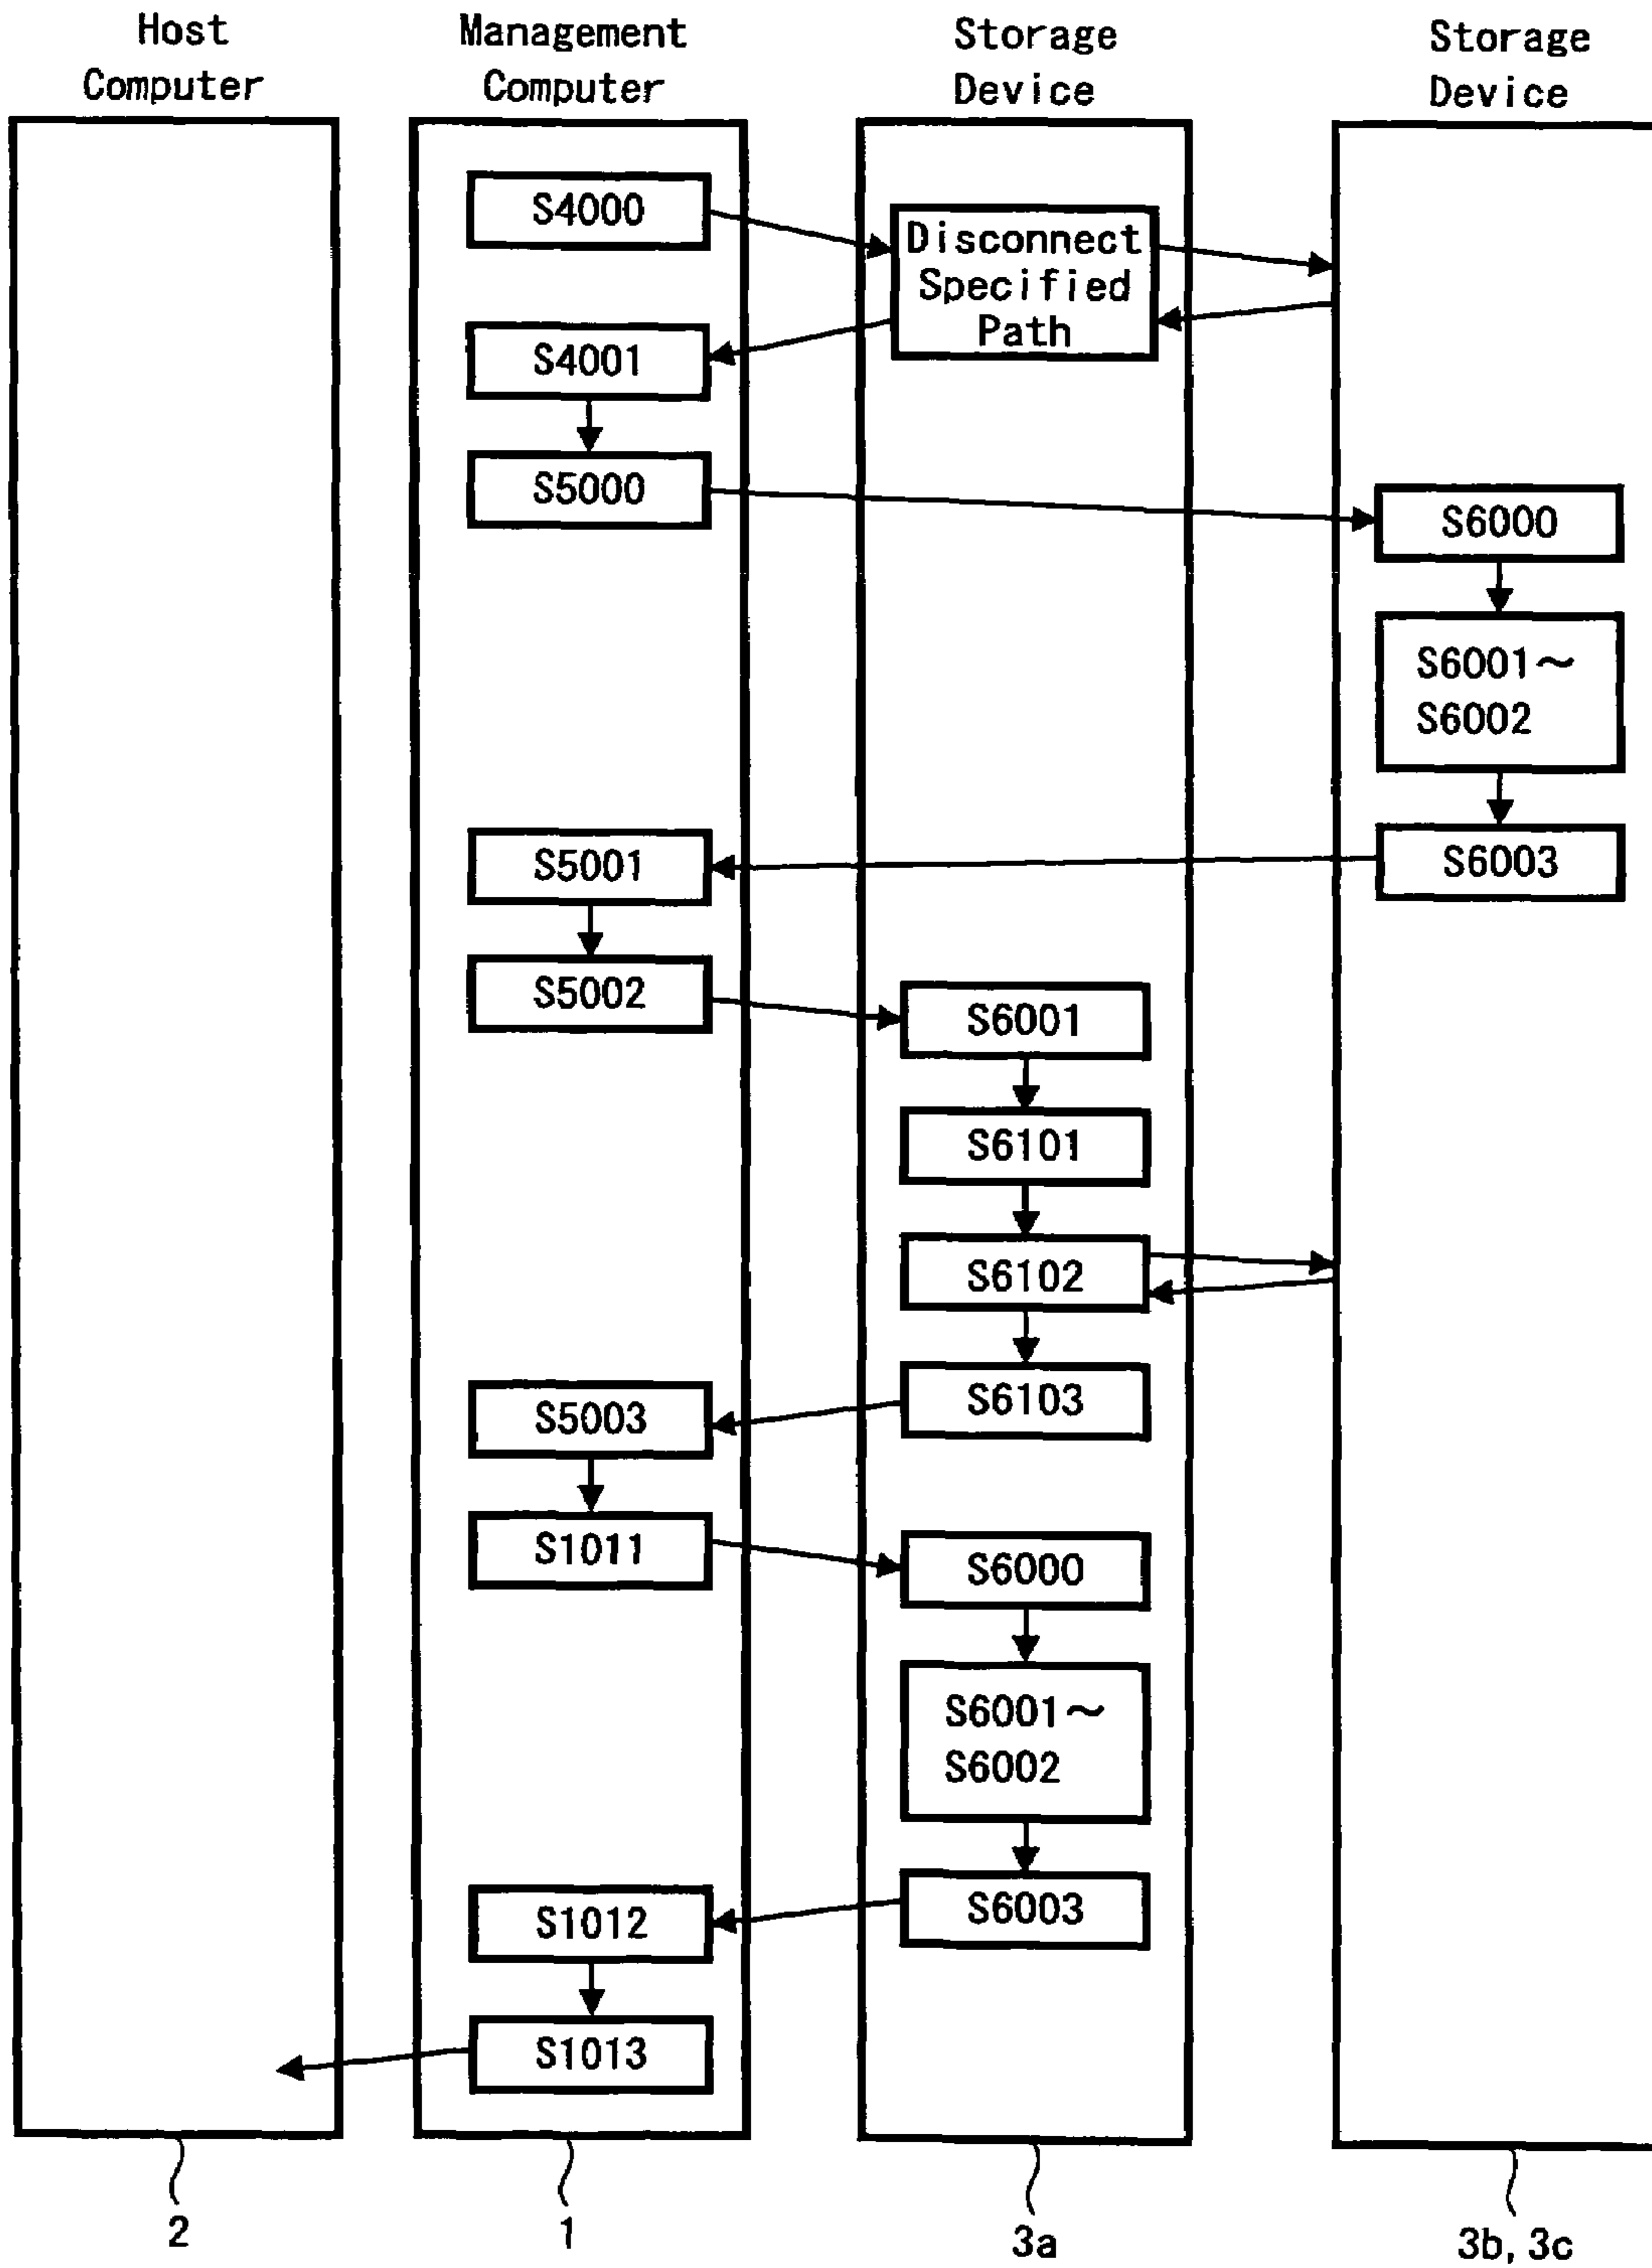 Host
Computer
Management
Computer
Storage
Device
Storage
Device
S4000
Disconnect
Specified
Path
S4001
S5000
S6000
S6001~
S6002
S5001
S6003
S5002
S6001
S6101
S6102
S6103
S5003
S1011
S6000
S6001~
S6002
S6003
S1012
S1013
2
1
3a
3b, 3c